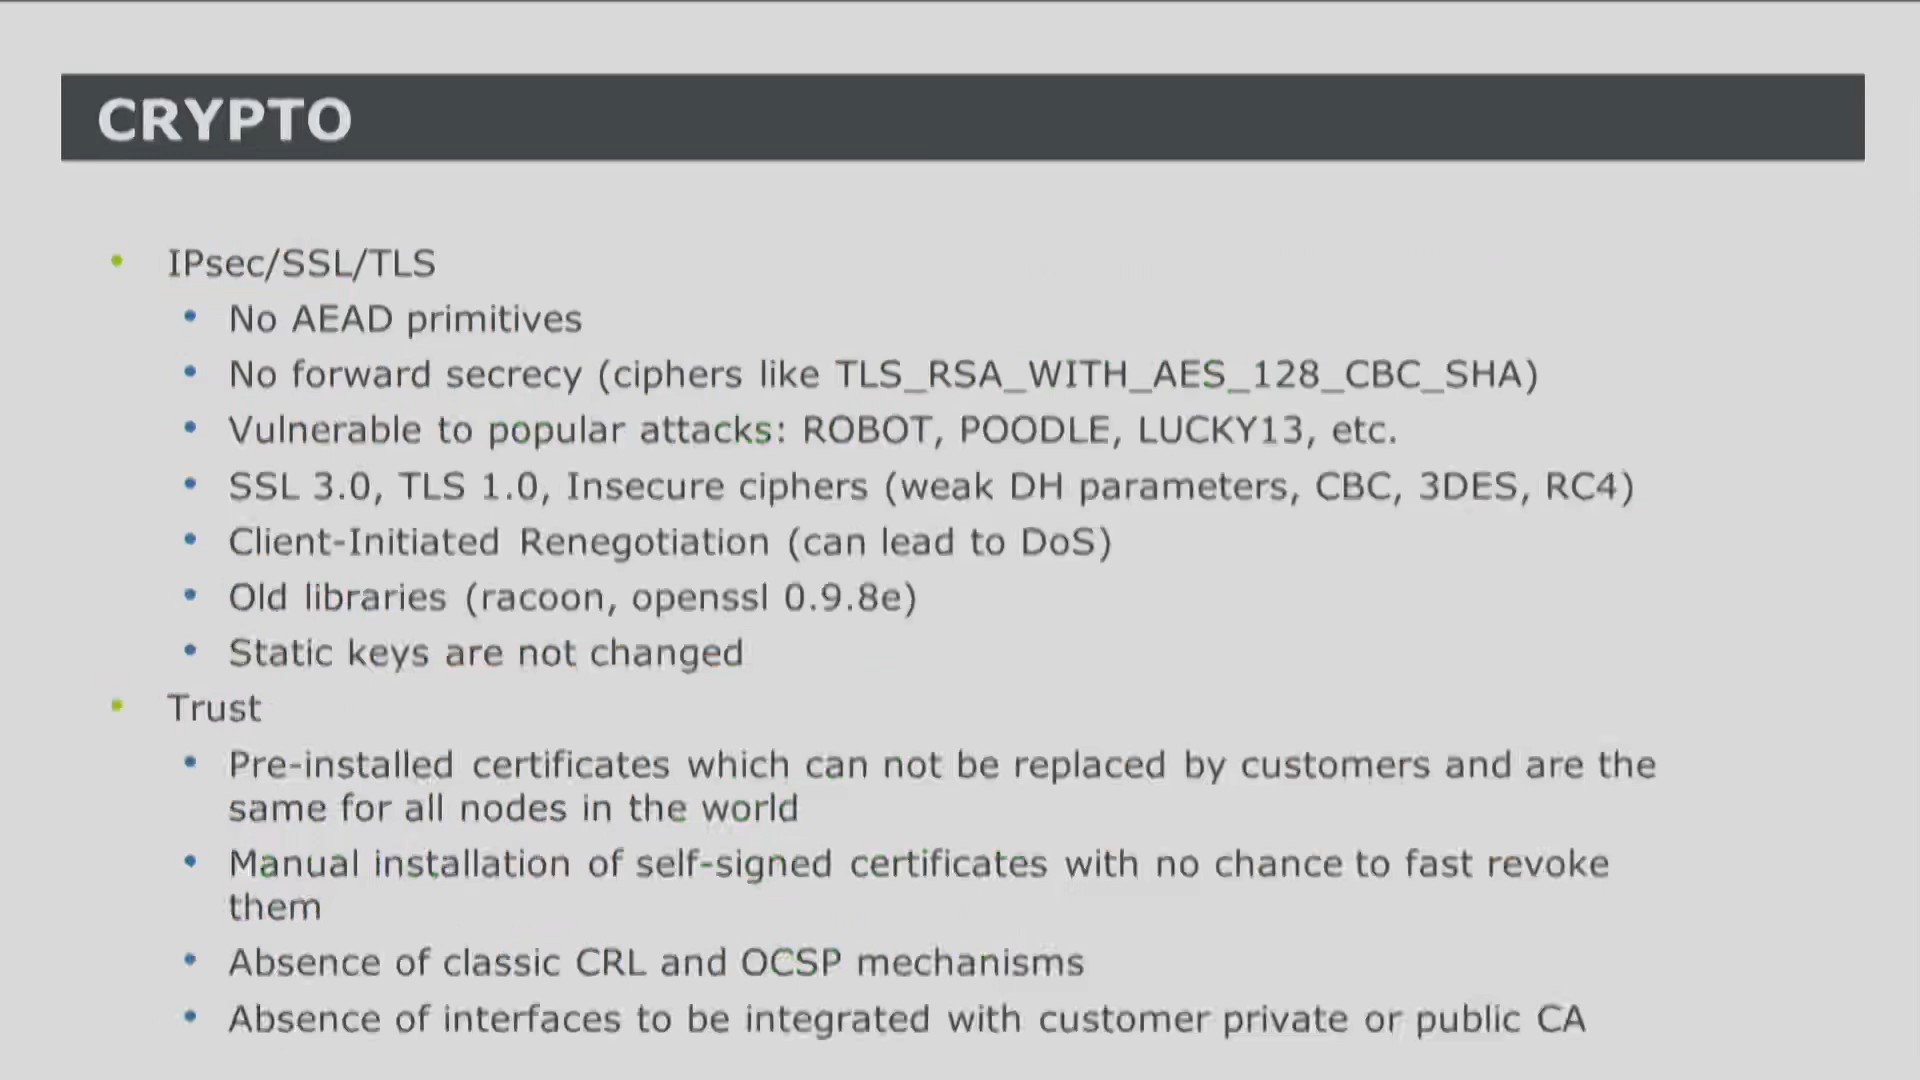 CRYPTO
• IPsec/SSL/TLS
• No AEAD primitives
• No forward secrecy (ciphers like TLS_RSA_WITH_AES_128_CBC_SHA)
• Vulnerable to popular attacks: ROBOT, POODLE, LUCKY13, etc.
• SSL 3.0, TLS 1.0, Insecure ciphers (weak DH parameters, CBC, 3DES, RC4)
• Client-Initiated Renegotiation (can lead to DoS)
• Old libraries (racoon, openssl 0.9.8e)
• Static keys are not changed
• Trust
• Pre-installed certificates which can not be replaced by customers and are the
same for all nodes in the world
• Manual installation of self-signed certificates with no chance to fast revoke
them
• Absence of classic CRL and OCSP mechanisms
• Absence of interfaces to be integrated with customer private or public CA